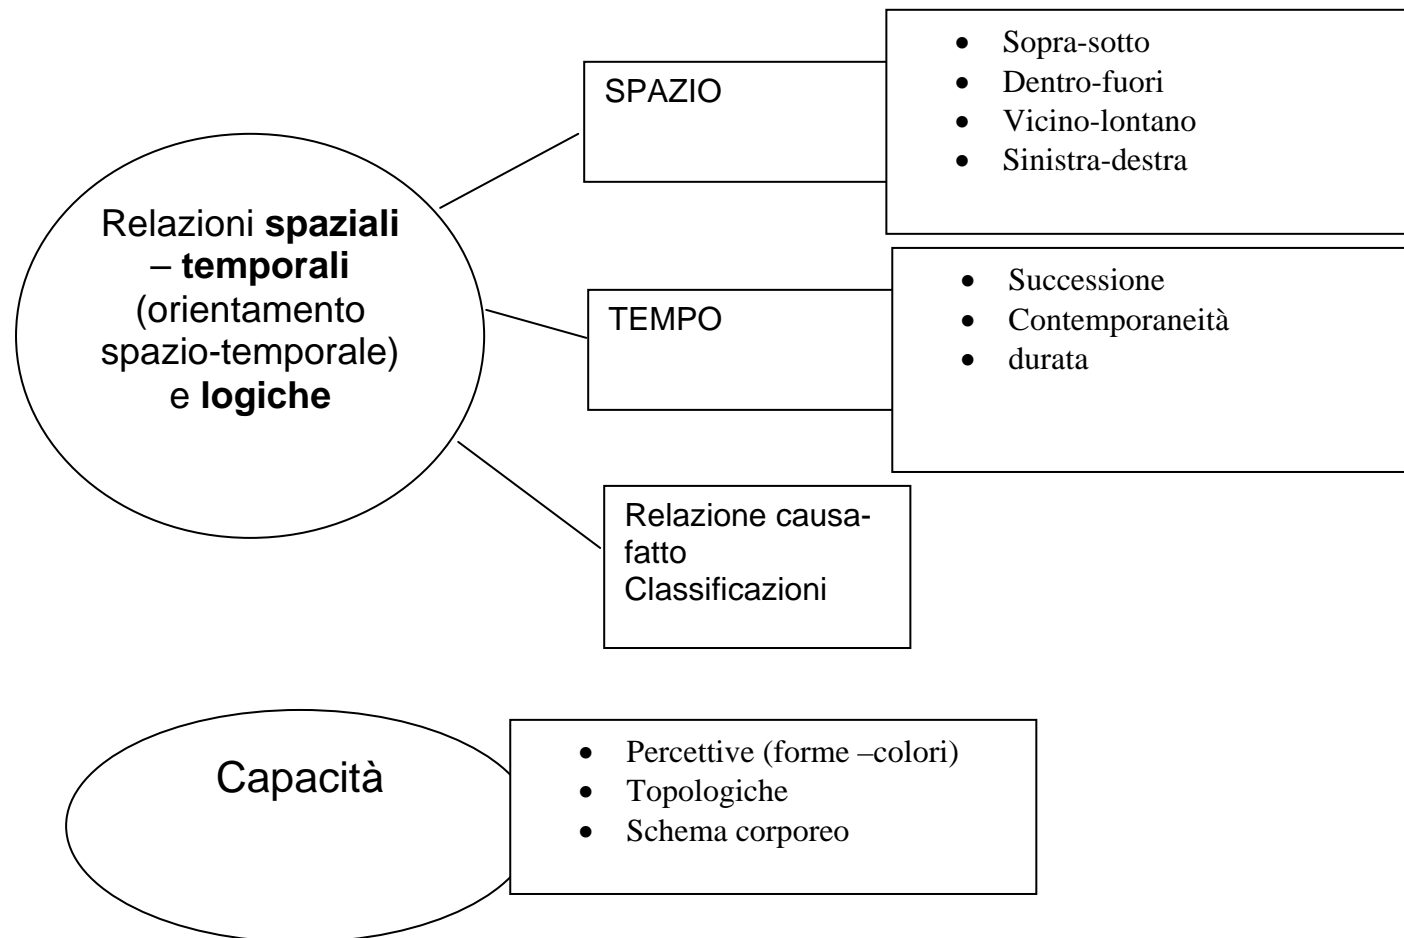 Relazioni spaziali
– temporali
(orientamento
spazio-temporale)
e logiche
SPAZIO
• Sopra-sotto
• Dentro-fuori
• Vicino-lontano
• Sinistra-destra
TEMPO
• Successione
• Contemporaneità
• durata
Relazione causa-
fatto
Classificazioni
Capacità
• Percettive (forme –colori)
• Topologiche
• Schema corporeo